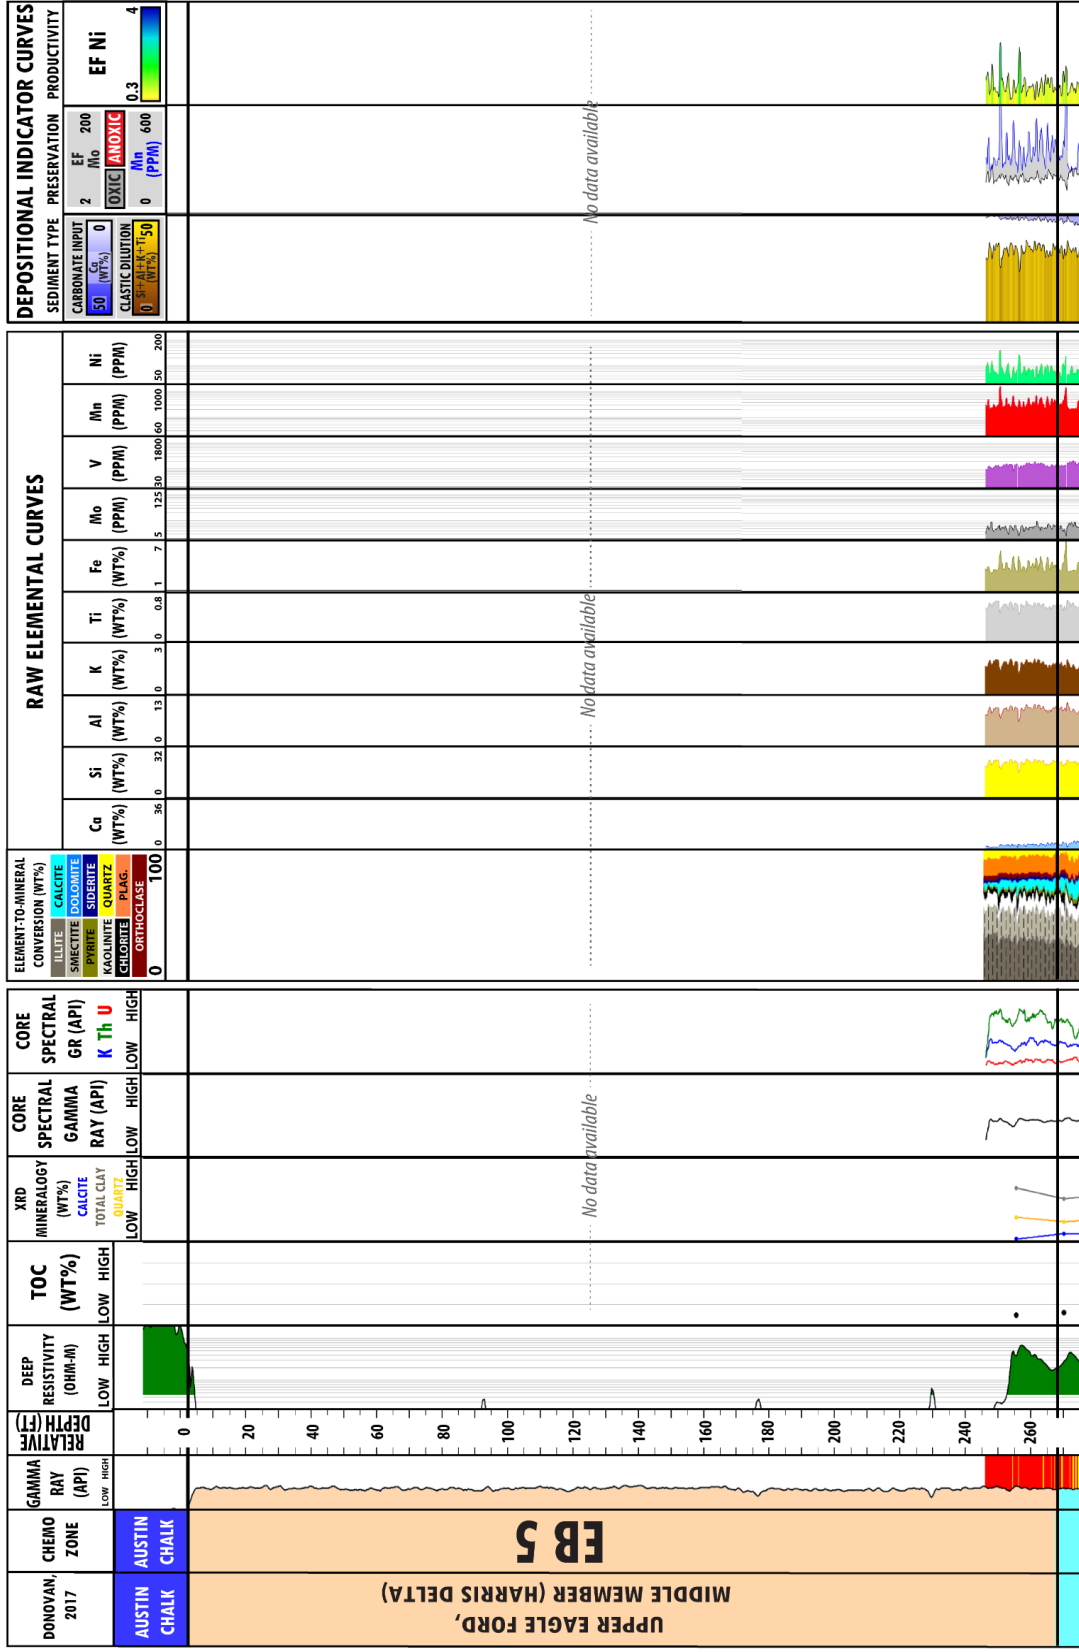 DEPOSITIONAL INDICATOR CURVES
SEDIMENT TYPE PRESERVATION PRODUCTIVITY
CARBONATE INPUT
50 Ca (WT%) 0
CLASTIC DILUTION
0 Si+Al+K+Ti (WT%) 50
EF
2 Mo 200
OXIC ANOXIC
Mn
0 (PPM) 600
EF Ni
0.3 4
No data available
RAW ELEMENTAL CURVES
Ca
(WT%)
0 36
Si
(WT%)
0 32
Al
(WT%)
0 13
K
(WT%)
0 3
Ti
(WT%)
0 0.8
Fe
(WT%)
1 7
Mo
(PPM)
5 125
V
(PPM)
30 1800
Mn
(PPM)
60 1000
Ni
(PPM)
50 200
No data available
ELEMENT-TO-MINERAL
CONVERSION (WT%)
ILLITE CALCITE
SMECTITE DOLOMITE
PYRITE SIDERITE
KAOLINITE QUARTZ
CHLORITE PLAG.
ORTHOCLASE
0 100
CORE
SPECTRAL
GR (API)
K Th U
LOW HIGH
CORE
SPECTRAL
GAMMA
RAY (API)
LOW HIGH
XRD
MINERALOGY
(WT%)
CALCITE
TOTAL CLAY
QUARTZ
LOW HIGH
No data available
TOC
(WT%)
LOW HIGH
DEEP
RESISTIVITY
(OHM-M)
LOW HIGH
RELATIVE
DEPTH (FT)
0 20 40 60 80 100 120 140 160 180 200 220 240 260
GAMMA
RAY
(API)
LOW HIGH
CHEMO
ZONE
AUSTIN
CHALK
EB 5
DONOVAN,
2017
AUSTIN
CHALK
UPPER EAGLE FORD,
MIDDLE MEMBER (HARRIS DELTA)